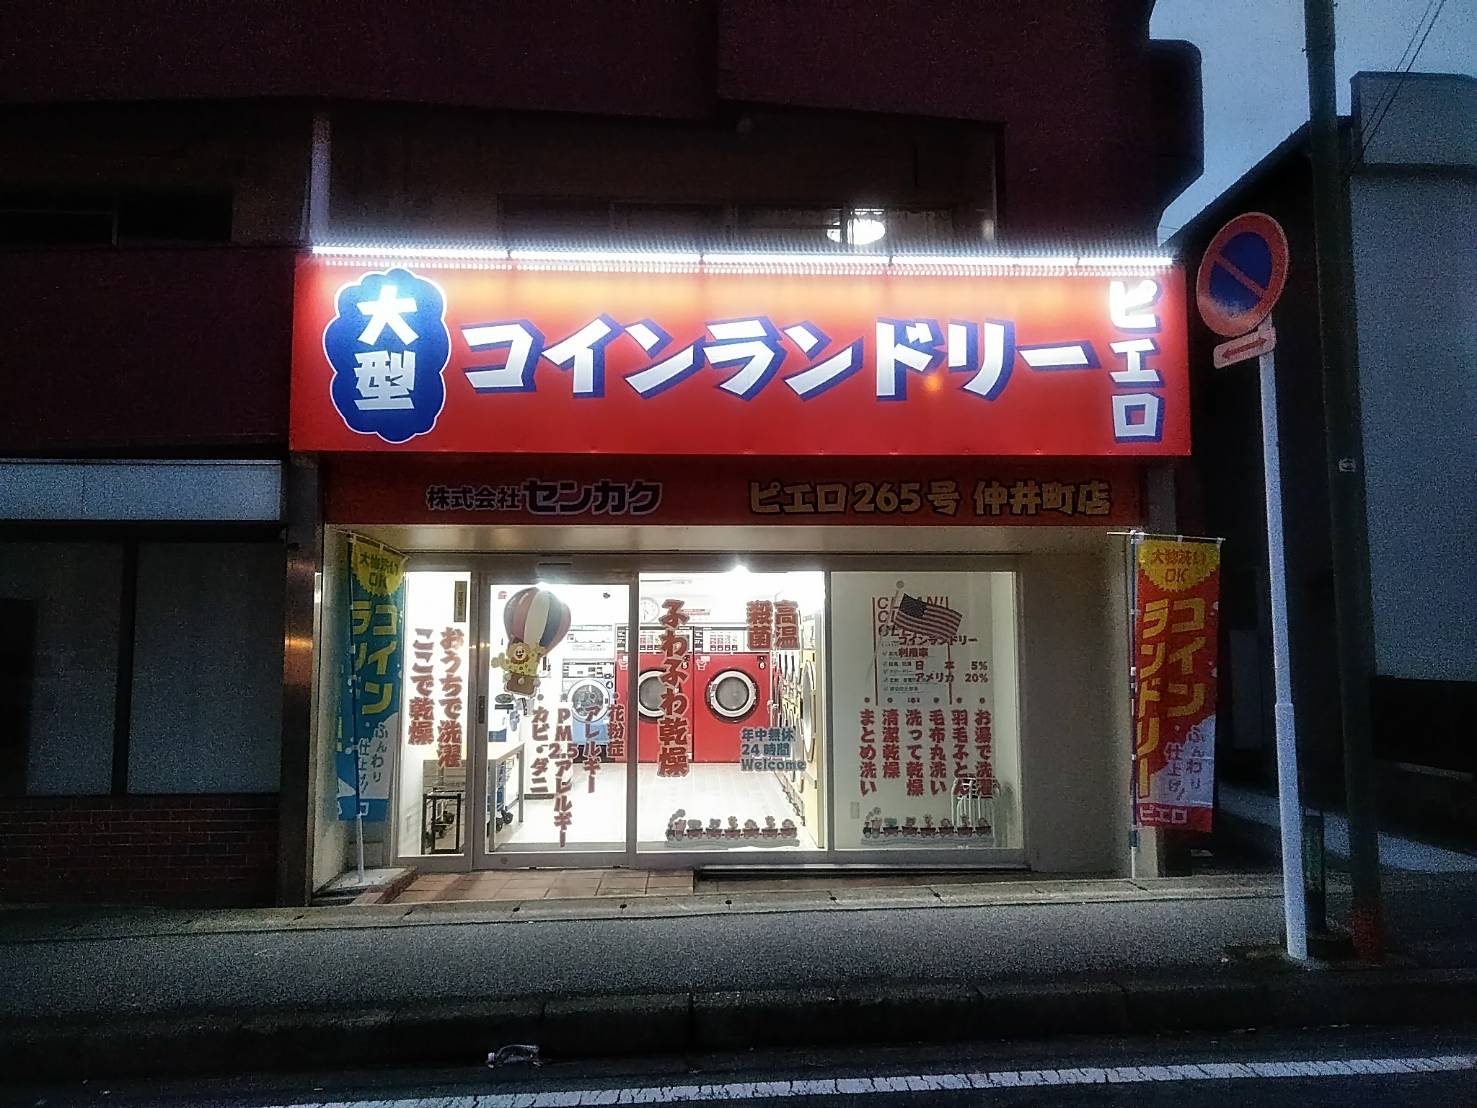 大型
コインランドリー
ピエロ
株式会社センカク
ピエロ265号 仲井町店
大物洗い
OK
コイン
ランドリー
ふんわり
仕上げ!
ピエロ
おうちで洗濯
ここで乾燥
・花粉症
・アレルギー
・PM2.5アレルギー
・カビ・ダニ
ふわふわ乾燥
高温
殺菌
年中無休
24時間
Welcome
コインランドリー
利用率
日本 5%
アメリカ 20%
・お湯で洗濯
・羽毛ふとん
・毛布丸洗い
・洗って乾燥
・清潔乾燥
・まとめ洗い
大物洗い
OK
コイン
ランドリー
ふんわり
仕上げ!
ピエロ